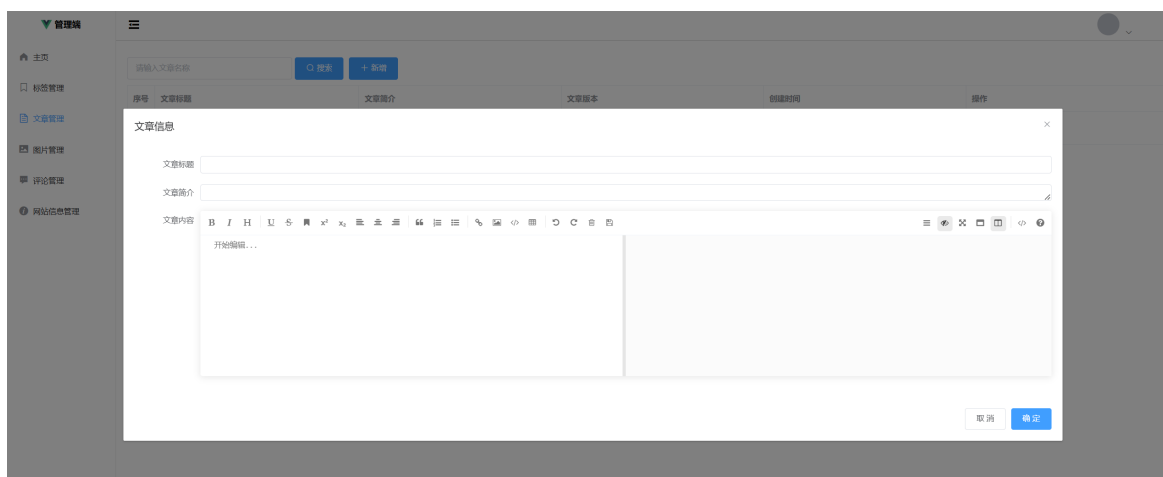 管理端
主页
标签管理
文章管理
图片管理
评论管理
网站信息管理
请输入文章名称 搜索 新增
序号 文章标题 文章简介 文章版本 创建时间 操作
文章信息
文章标题
文章简介
文章内容 B I H U S x² x₂
开始编辑...
取消 确定